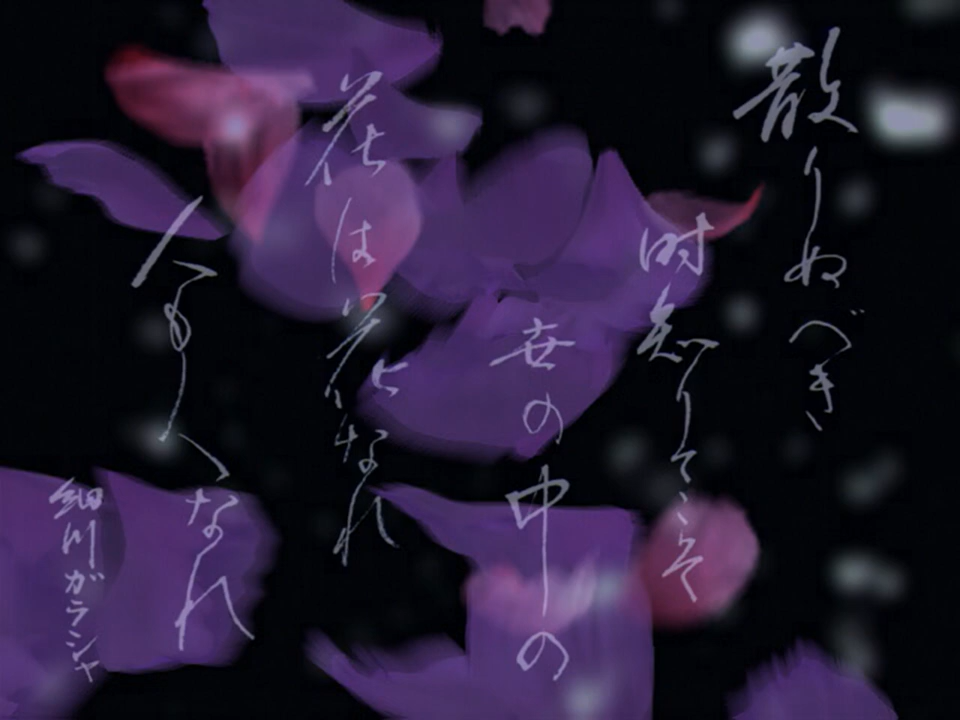 散りぬべき
時知りてこそ
世の中の
花は花なれ
人も人なれ
細川ガラシャ